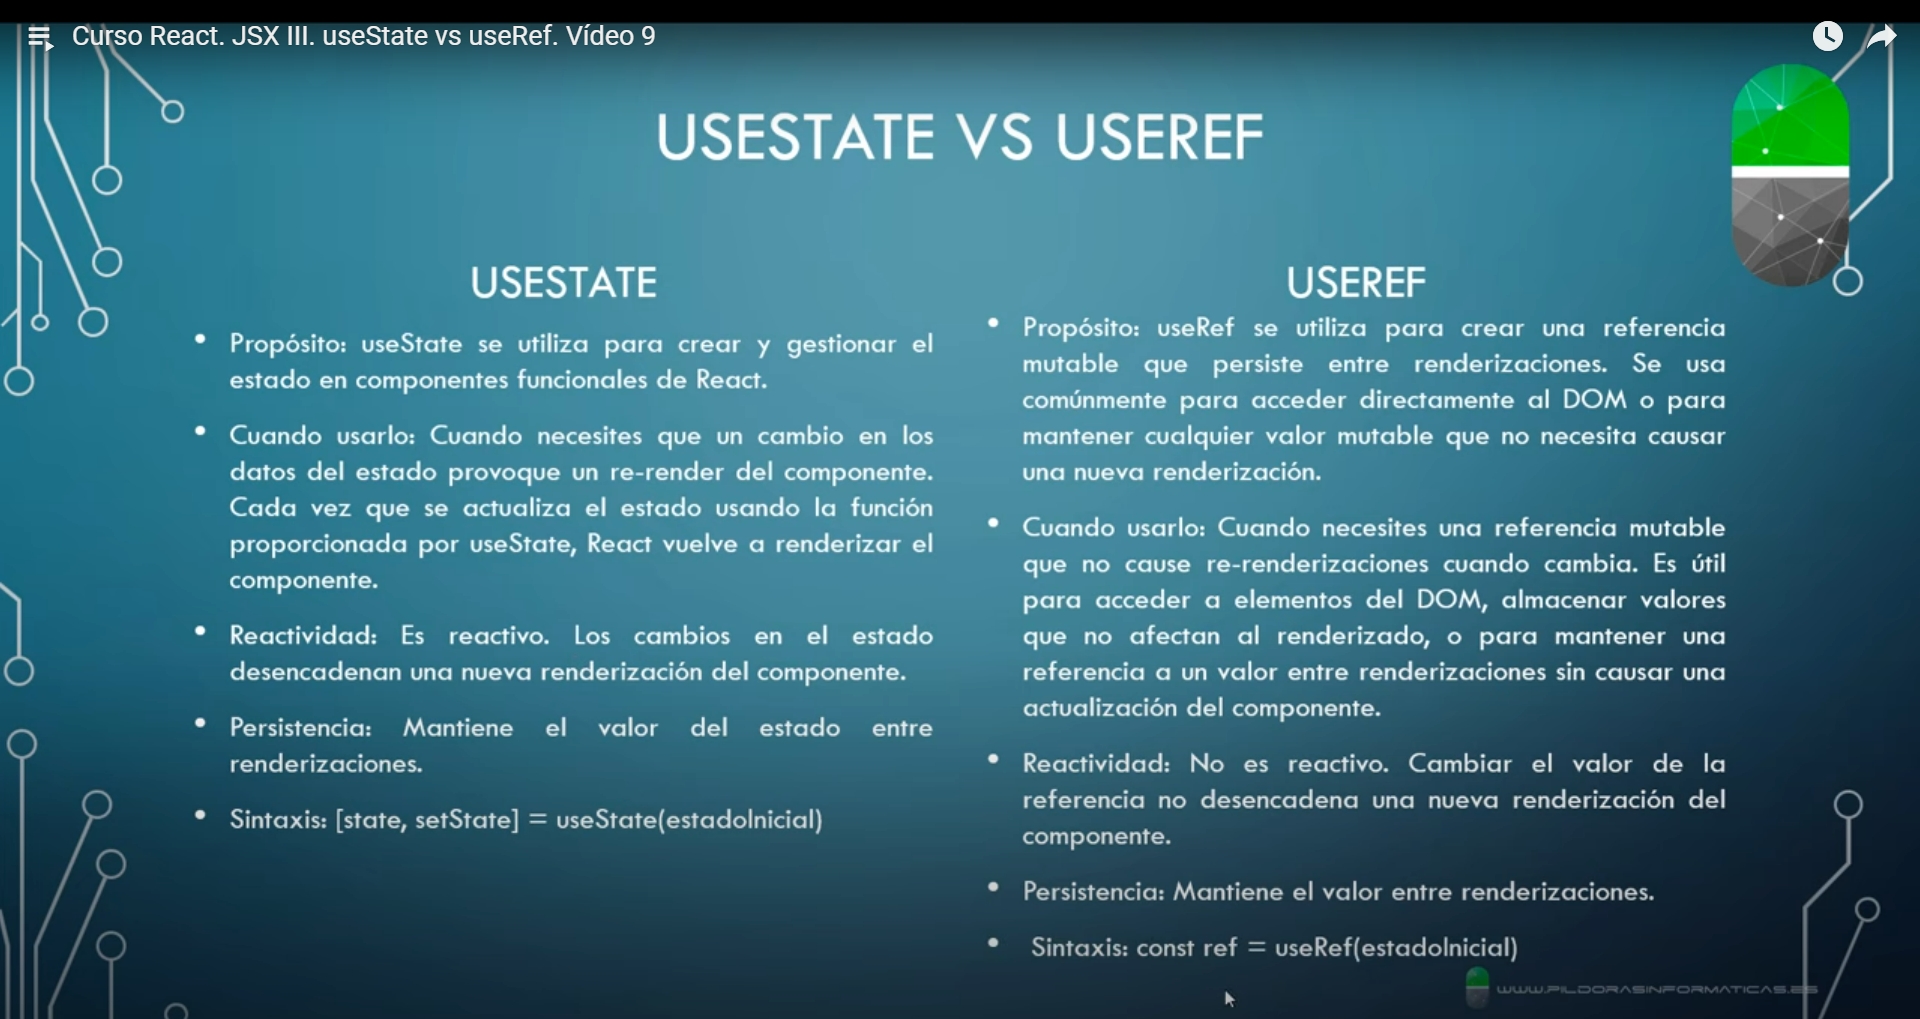 Curso React. JSX III. useState vs useRef. Vídeo 9
USESTATE VS USEREF
USESTATE
• Propósito: useState se utiliza para crear y gestionar el
estado en componentes funcionales de React.
• Cuando usarlo: Cuando necesites que un cambio en los
datos del estado provoque un re-render del componente.
Cada vez que se actualiza el estado usando la función
proporcionada por useState, React vuelve a renderizar el
componente.
• Reactividad: Es reactivo. Los cambios en el estado
desencadenan una nueva renderización del componente.
• Persistencia: Mantiene el valor del estado entre
renderizaciones.
• Sintaxis: [state, setState] = useState(estadoInicial)
USEREF
• Propósito: useRef se utiliza para crear una referencia
mutable que persiste entre renderizaciones. Se usa
comúnmente para acceder directamente al DOM o para
mantener cualquier valor mutable que no necesita causar
una nueva renderización.
• Cuando usarlo: Cuando necesites una referencia mutable
que no cause re-renderizaciones cuando cambia. Es útil
para acceder a elementos del DOM, almacenar valores
que no afectan al renderizado, o para mantener una
referencia a un valor entre renderizaciones sin causar una
actualización del componente.
• Reactividad: No es reactivo. Cambiar el valor de la
referencia no desencadena una nueva renderización del
componente.
• Persistencia: Mantiene el valor entre renderizaciones.
• Sintaxis: const ref = useRef(estadoInicial)
WWW.PILDORASINFORMATICAS.ES